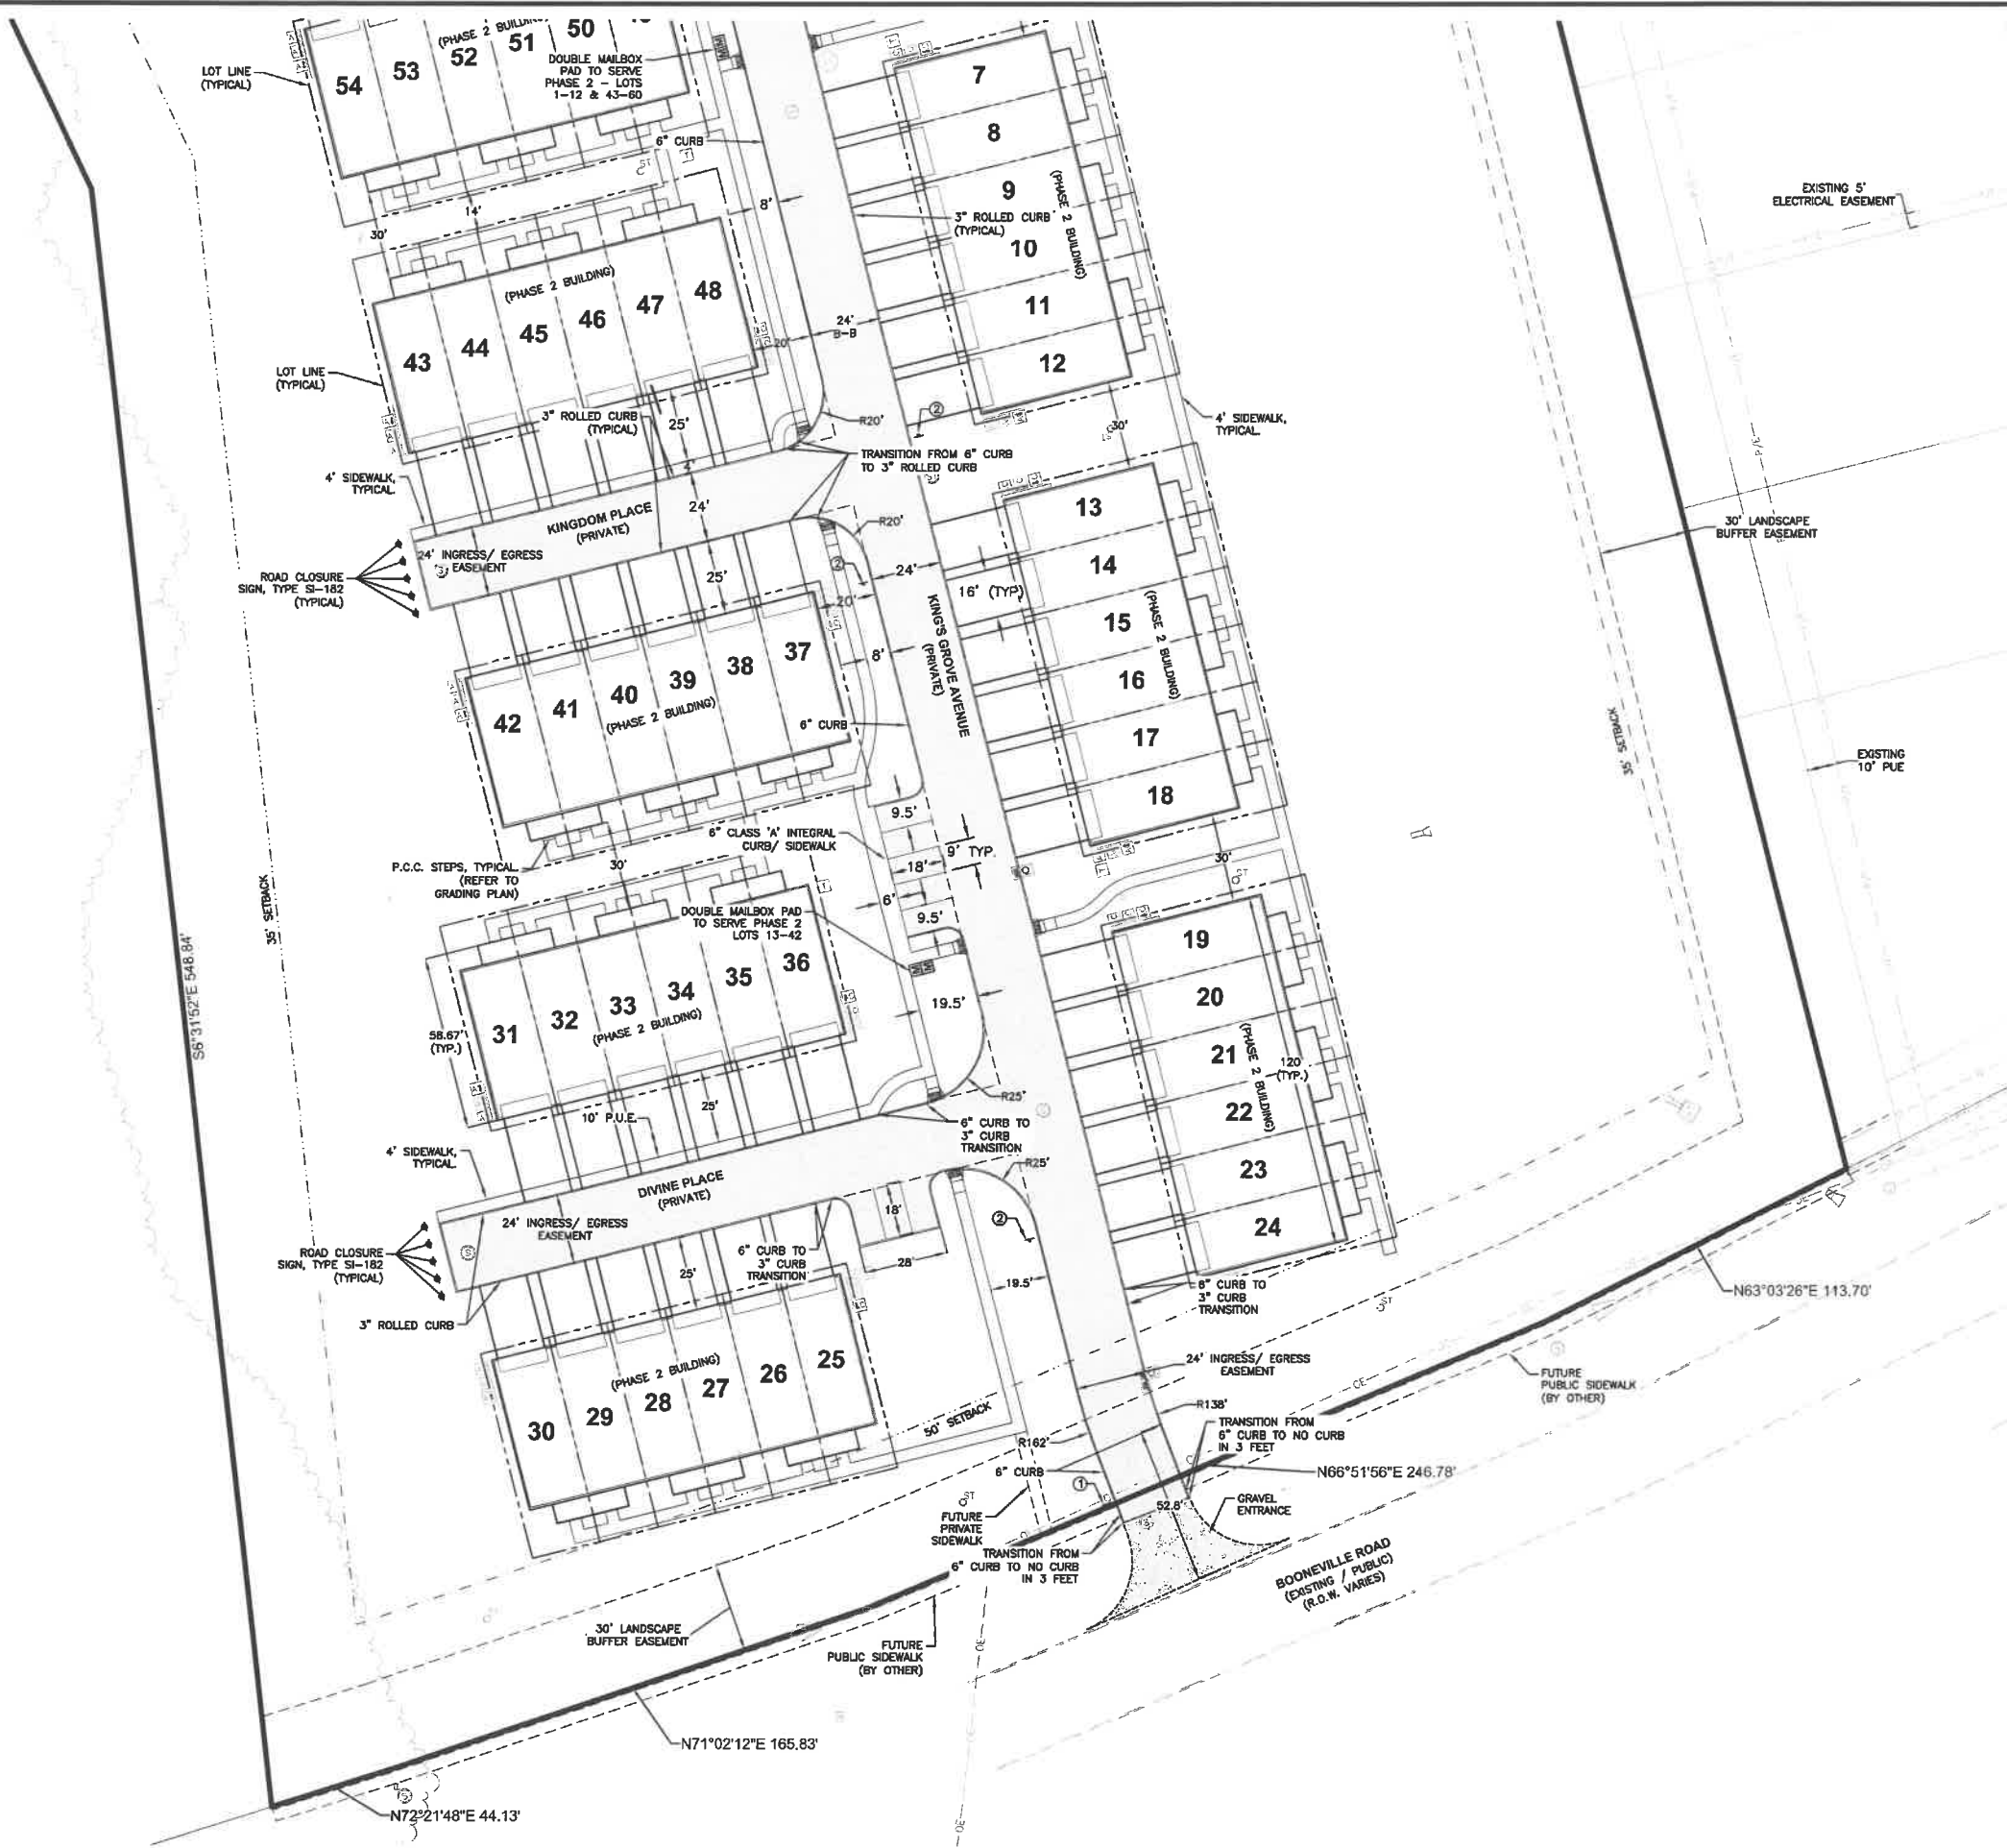 54
53
52
51
50
(PHASE 2 BUILDING)
LOT LINE
(TYPICAL)
DOUBLE MAILBOX
PAD TO SERVE
PHASE 2 - LOTS
1-12 & 43-60
6" CURB
ST
T
14'
30'
8'
7
8
9
10
11
12
(PHASE 2 BUILDING)
3" ROLLED CURB
(TYPICAL)
EXISTING 5'
ELECTRICAL EASEMENT
(PHASE 2 BUILDING)
43
44
45
46
47
48
24'
B-B
20'
LOT LINE
(TYPICAL)
3" ROLLED CURB
(TYPICAL)
25'
R20'
2
30'
4' SIDEWALK,
TYPICAL
TRANSITION FROM 6" CURB
TO 3" ROLLED CURB
4'
4' SIDEWALK,
TYPICAL
KINGDOM PLACE
(PRIVATE)
24'
R20'
24' INGRESS/ EGRESS
EASEMENT
S
ROAD CLOSURE
SIGN, TYPE SI-182
(TYPICAL)
25'
2
24'
20'
16' (TYP)
KING'S GROVE AVENUE
(PRIVATE)
8'
13
14
15
16
17
18
(PHASE 2 BUILDING)
30' LANDSCAPE
BUFFER EASEMENT
35' SETBACK
EXISTING
10' PUE
42
41
40
39
38
37
(PHASE 2 BUILDING)
6" CURB
9.5'
6" CLASS 'A' INTEGRAL
CURB/ SIDEWALK
9' TYP.
18'
6'
9.5'
P.C.C. STEPS, TYPICAL
(REFER TO
GRADING PLAN)
30'
T
30'
ST
35' SETBACK
S6°31'52"E 548.84'
DOUBLE MAILBOX PAD
TO SERVE PHASE 2
LOTS 13-42
31
32
33
34
35
36
(PHASE 2 BUILDING)
58.67'
(TYP.)
19.5'
19
20
21
22
23
24
(PHASE 2 BUILDING)
120
(TYP.)
10' P.U.E.
25'
R25'
6" CURB TO
3" CURB
TRANSITION
4' SIDEWALK,
TYPICAL
DIVINE PLACE
(PRIVATE)
R25'
24' INGRESS/ EGRESS
EASEMENT
S
ROAD CLOSURE
SIGN, TYPE SI-182
(TYPICAL)
18'
2
6" CURB TO
3" CURB
TRANSITION
28'
25'
19.5'
3" ROLLED CURB
6" CURB TO
3" CURB
TRANSITION
ST
N63°03'26"E 113.70'
30
29
28
27
26
25
(PHASE 2 BUILDING)
24' INGRESS/ EGRESS
EASEMENT
OE
FUTURE
PUBLIC SIDEWALK
(BY OTHER)
50' SETBACK
R138'
R162'
TRANSITION FROM
6" CURB TO NO CURB
IN 3 FEET
6" CURB
N66°51'56"E 246.78'
1
ST
FUTURE
PRIVATE
SIDEWALK
52.8'
GRAVEL
ENTRANCE
TRANSITION FROM
6" CURB TO NO CURB
IN 3 FEET
BOONEVILLE ROAD
(EXISTING / PUBLIC)
(R.O.W. VARIES)
30' LANDSCAPE
BUFFER EASEMENT
FUTURE
PUBLIC SIDEWALK
(BY OTHER)
OE
N71°02'12"E 165.83'
N72°21'48"E 44.13'
S
OE